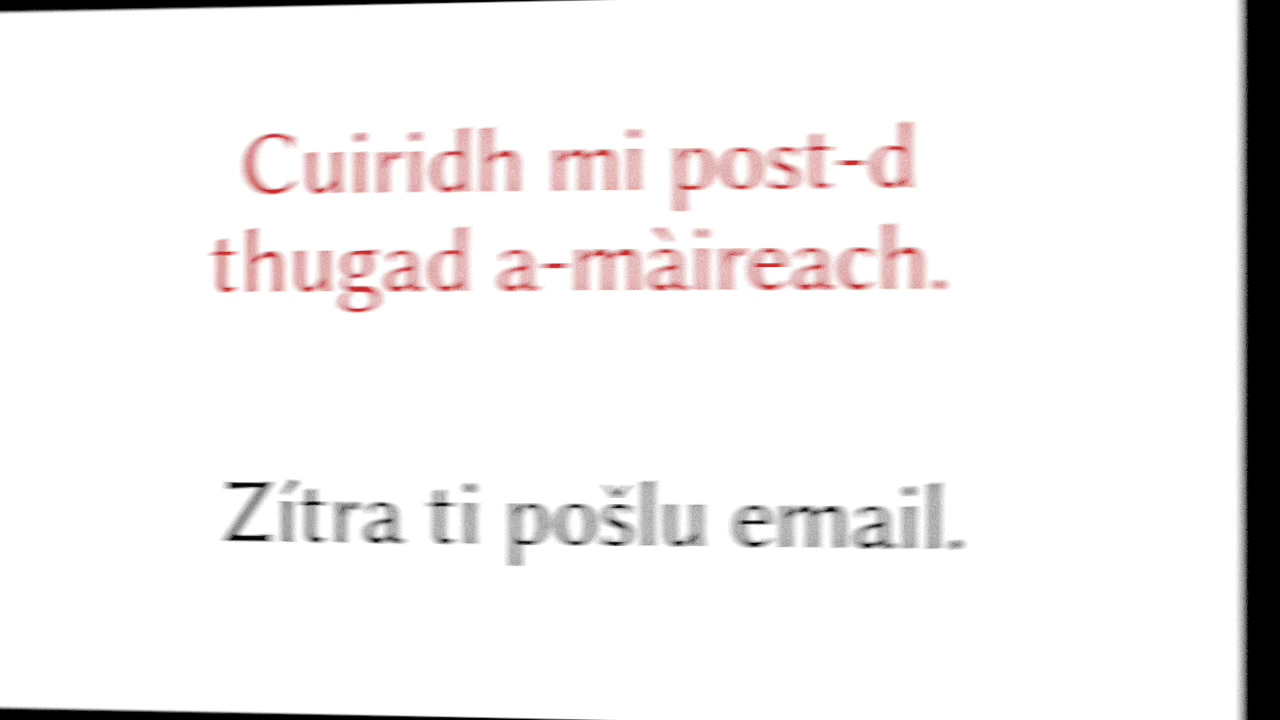 Cuiridh mi post-d
thugad a-màireach.
Zítra ti pošlu email.